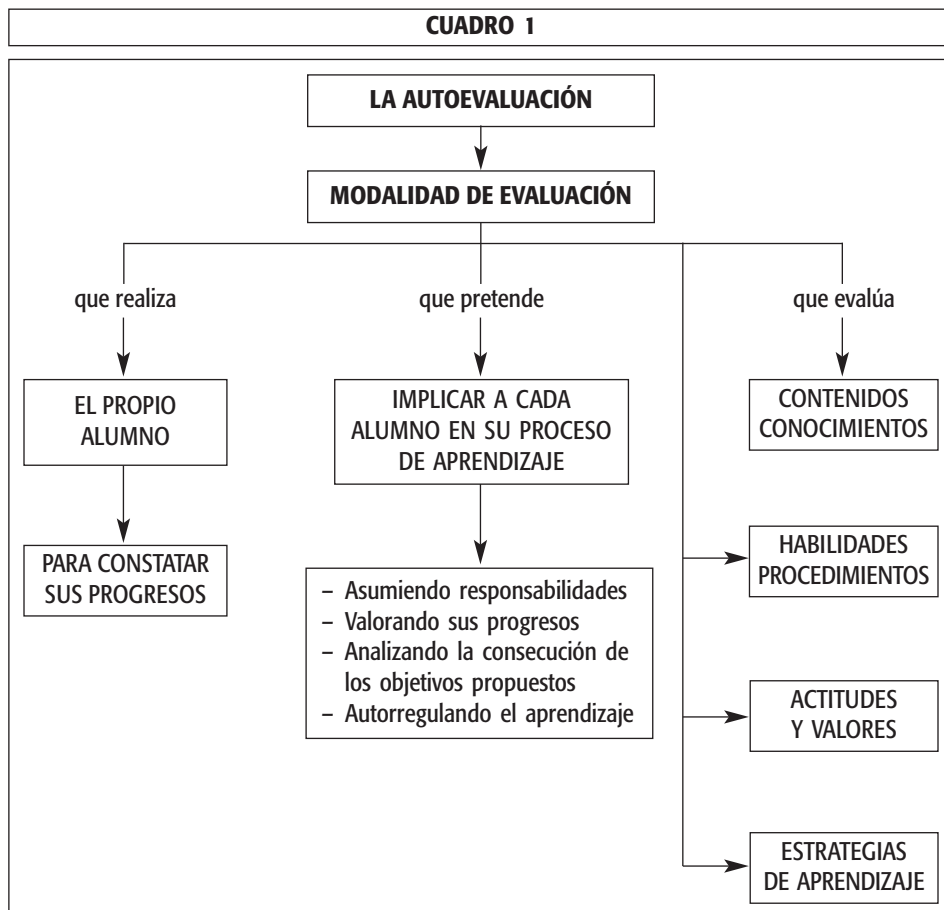 CUADRO 1
LA AUTOEVALUACIÓN
MODALIDAD DE EVALUACIÓN
que realiza
que pretende
que evalúa
EL PROPIO
ALUMNO
IMPLICAR A CADA
ALUMNO EN SU PROCESO
DE APRENDIZAJE
CONTENIDOS
CONOCIMIENTOS
PARA CONSTATAR
SUS PROGRESOS
– Asumiendo responsabilidades
– Valorando sus progresos
– Analizando la consecución de
los objetivos propuestos
– Autorregulando el aprendizaje
HABILIDADES
PROCEDIMIENTOS
ACTITUDES
Y VALORES
ESTRATEGIAS
DE APRENDIZAJE